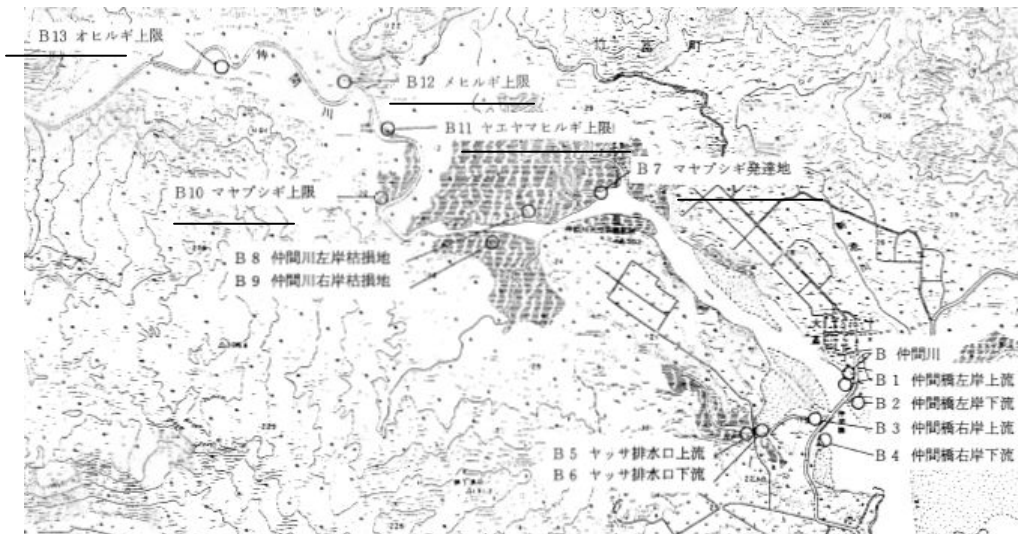 B13 オヒルギ上限
竹富町
仲間川
B12 メヒルギ上限
B11 ヤエヤマヒルギ上限
B7 マヤプシギ発達地
B10 マヤプシギ上限
B8 仲間川左岸枯損地
B9 仲間川右岸枯損地
B 仲間川
B1 仲間橋左岸上流
B2 仲間橋左岸下流
B3 仲間橋右岸上流
B4 仲間橋右岸下流
B5 ヤッサ排水口上流
B6 ヤッサ排水口下流